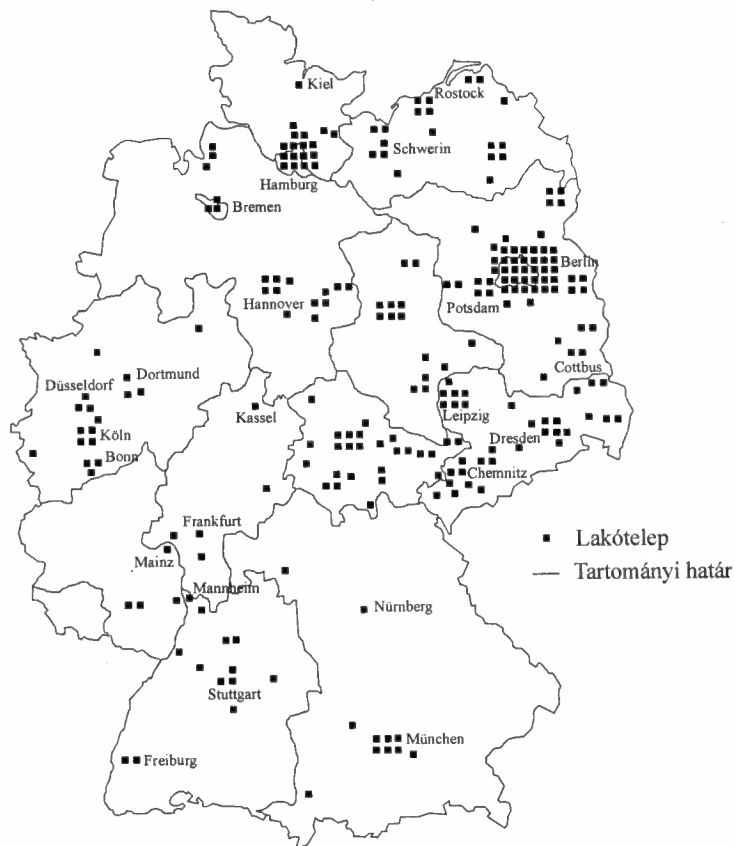 Kiel
Rostock
Schwerin
Hamburg
Bremen
Berlin
Hannover
Potsdam
Dortmund
Düsseldorf
Cottbus
Kassel
Leipzig
Köln
Dresden
Bonn
Chemnitz
Frankfurt
Lakótelep
Mainz
Tartományi határ
Mannheim
Nürnberg
Stuttgart
München
Freiburg